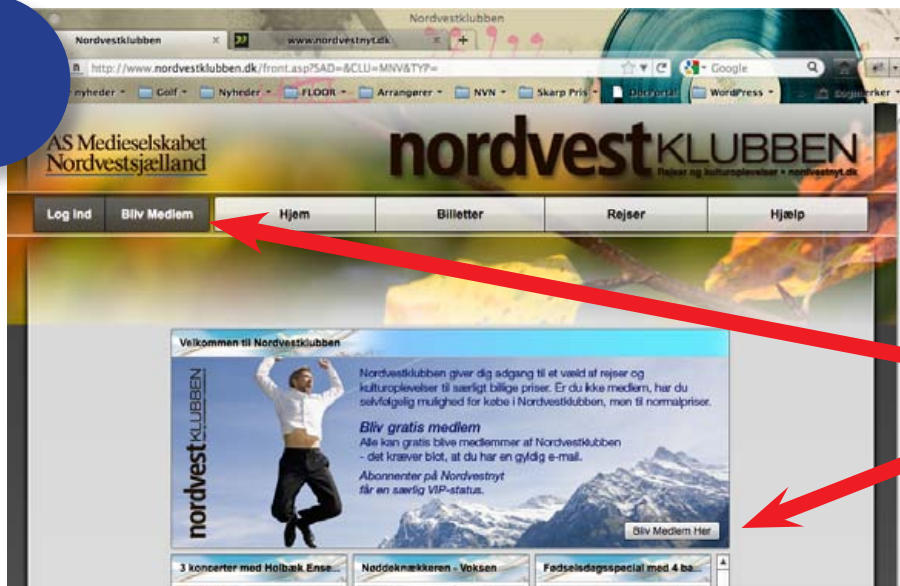 Nordvestklubben
Nordvestklubben × www.nordvestnyt.dk × +
http://www.nordvestklubben.dk/front.asp?SAD=&CLU=MNV&TYP= Google
nyheder Golf Nyheder FLOOR Arrangører NVN Skarp Pris DocPortal WordPress
AS Medieselskabet
Nordvestsjælland
nordvestKLUBBEN
Rejser og kulturoplevelser • nordvestnyt.dk
Log Ind Bliv Medlem Hjem Billetter Rejser Hjælp
Velkommen til Nordvestklubben
nordvestKLUBBEN
Nordvestklubben giver dig adgang til et væld af rejser og
kulturoplevelser til særligt billige priser. Er du ikke medlem, har du
selvfølgelig mulighed for købe i Nordvestklubben, men til normalpriser.
Bliv gratis medlem
Alle kan gratis blive medlemmer af Nordvestklubben
- det kræver blot, at du har en gyldig e-mail.
Abonnenter på Nordvestnyt
får en særlig VIP-status.
Bliv Medlem Her
3 koncerter med Holbæk Ense... Nøddeknækkeren - Voksen Fødselsdagsspecial med 4 ba...